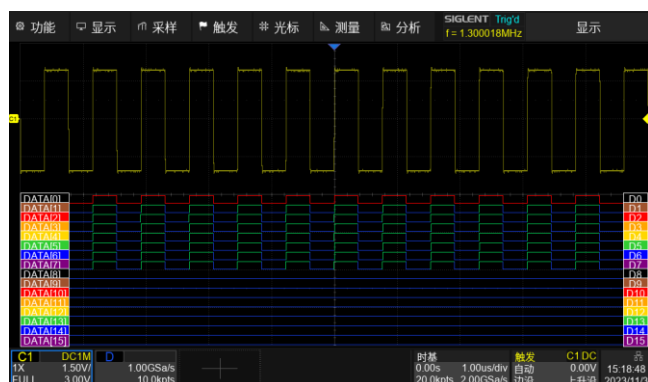 功能 显示 采样 触发 光标 测量 分析 SIGLENT Trig'd 显示
f = 1.300018MHz
C1
DATA[0] D0
DATA[1] D1
DATA[2] D2
DATA[3] D3
DATA[4] D4
DATA[5] D5
DATA[6] D6
DATA[7] D7
DATA[8] D8
DATA[9] D9
DATA[10] D10
DATA[11] D11
DATA[12] D12
DATA[13] D13
DATA[14] D14
DATA[15] D15
C1 DC1M D 时基 触发 C1 DC
1X 1.50V/ 1.00GSa/s 0.00s 1.00us/div 自动 0.00V 15:18:48
FULL 3.00V 10.0kpts 20.0kpts 2.00GSa/s 边沿 上升沿